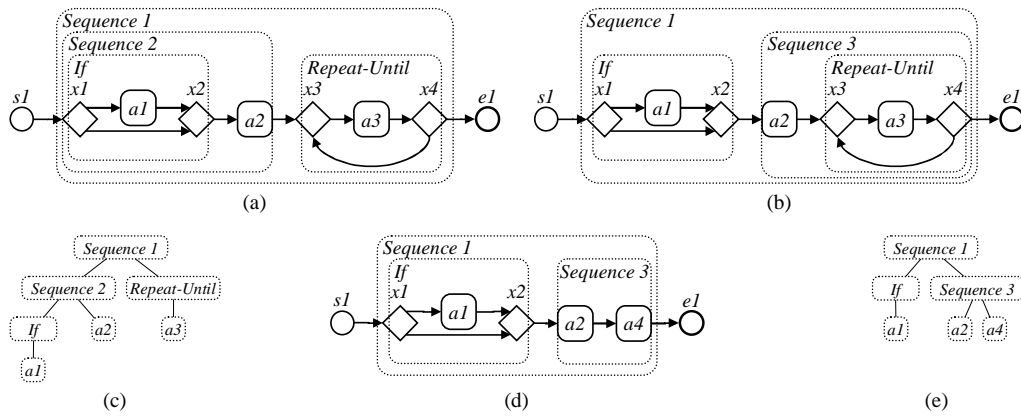 Sequence 1
Sequence 2
If
Repeat-Until
s1
x1
x2
x3
x4
e1
a1
a2
a3
(a)
Sequence 1
Sequence 3
If
Repeat-Until
s1
x1
x2
x3
x4
e1
a1
a2
a3
(b)
Sequence 1
Sequence 2
Repeat-Until
If
a2
a3
a1
(c)
Sequence 1
If
Sequence 3
s1
x1
x2
e1
a1
a2
a4
(d)
Sequence 1
If
Sequence 3
a1
a2
a4
(e)